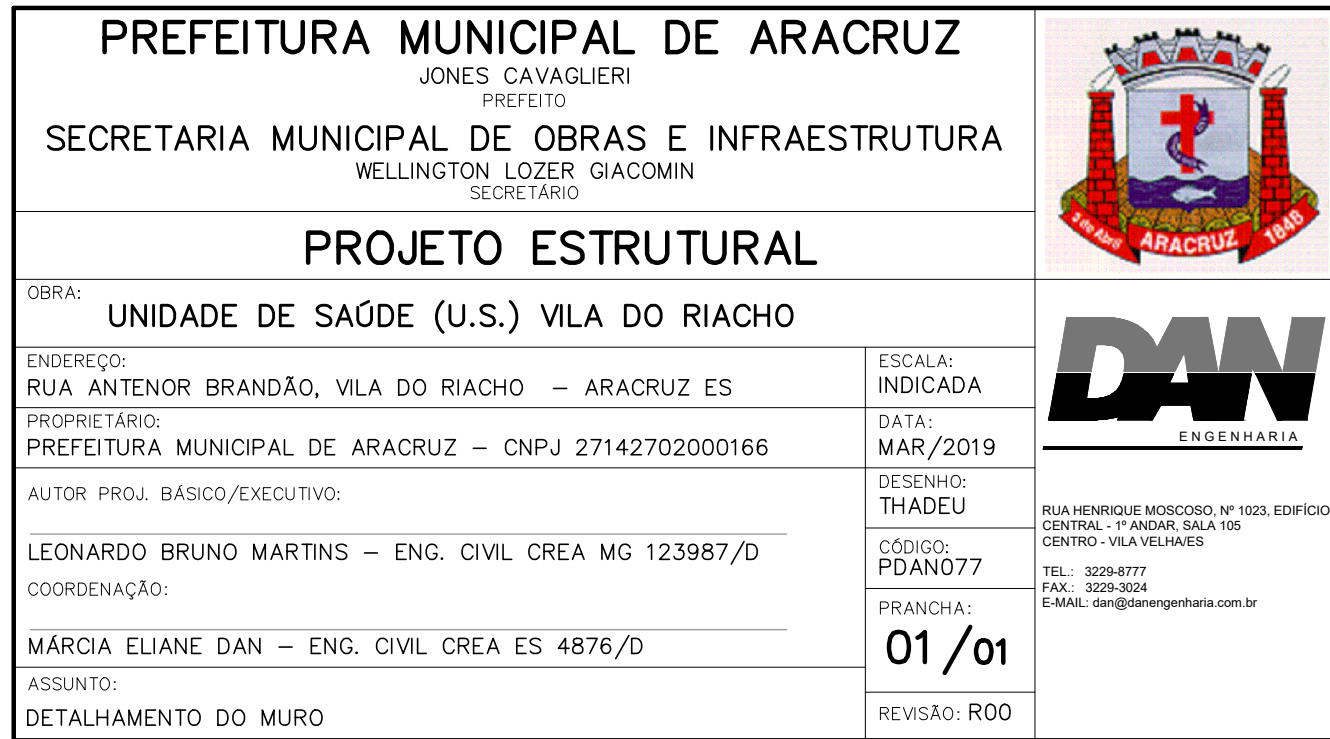 PREFEITURA MUNICIPAL DE ARACRUZ
JONES CAVAGLIERI
PREFEITO
SECRETARIA MUNICIPAL DE OBRAS E INFRAESTRUTURA
WELLINGTON LOZER GIACOMIN
SECRETÁRIO
PROJETO ESTRUTURAL
OBRA:
UNIDADE DE SAÚDE (U.S.) VILA DO RIACHO
ENDEREÇO:
RUA ANTENOR BRANDÃO, VILA DO RIACHO – ARACRUZ ES
PROPRIETÁRIO:
PREFEITURA MUNICIPAL DE ARACRUZ – CNPJ 27142702000166
AUTOR PROJ. BÁSICO/EXECUTIVO:
LEONARDO BRUNO MARTINS – ENG. CIVIL CREA MG 123987/D
COORDENAÇÃO:
MÁRCIA ELIANE DAN – ENG. CIVIL CREA ES 4876/D
ASSUNTO:
DETALHAMENTO DO MURO
ESCALA:
INDICADA
DATA:
MAR/2019
DESENHO:
THADEU
CÓDIGO:
PDAN077
PRANCHA:
01/01
REVISÃO: R00
3 de Abril ARACRUZ 1848
DAN
ENGENHARIA
RUA HENRIQUE MOSCOSO, Nº 1023, EDIFÍCIO
CENTRAL - 1º ANDAR, SALA 105
CENTRO - VILA VELHA/ES
TEL.: 3229-8777
FAX.: 3229-3024
E-MAIL: dan@danengenharia.com.br